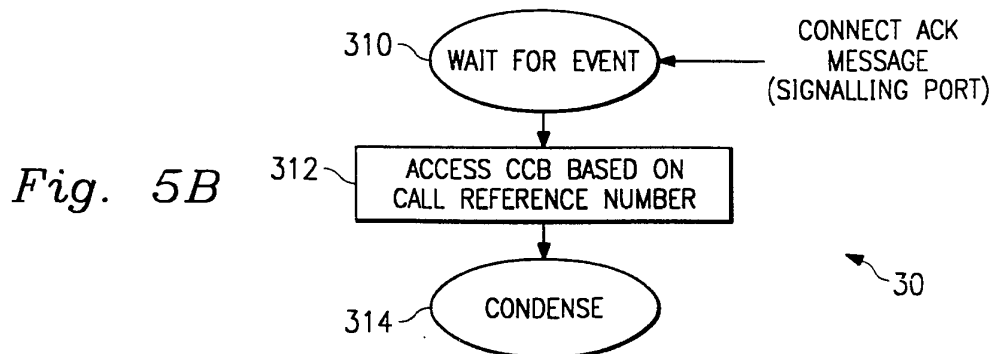 310
WAIT FOR EVENT
CONNECT ACK
MESSAGE
(SIGNALLING PORT)
Fig. 5B
312
ACCESS CCB BASED ON
CALL REFERENCE NUMBER
30
314
CONDENSE